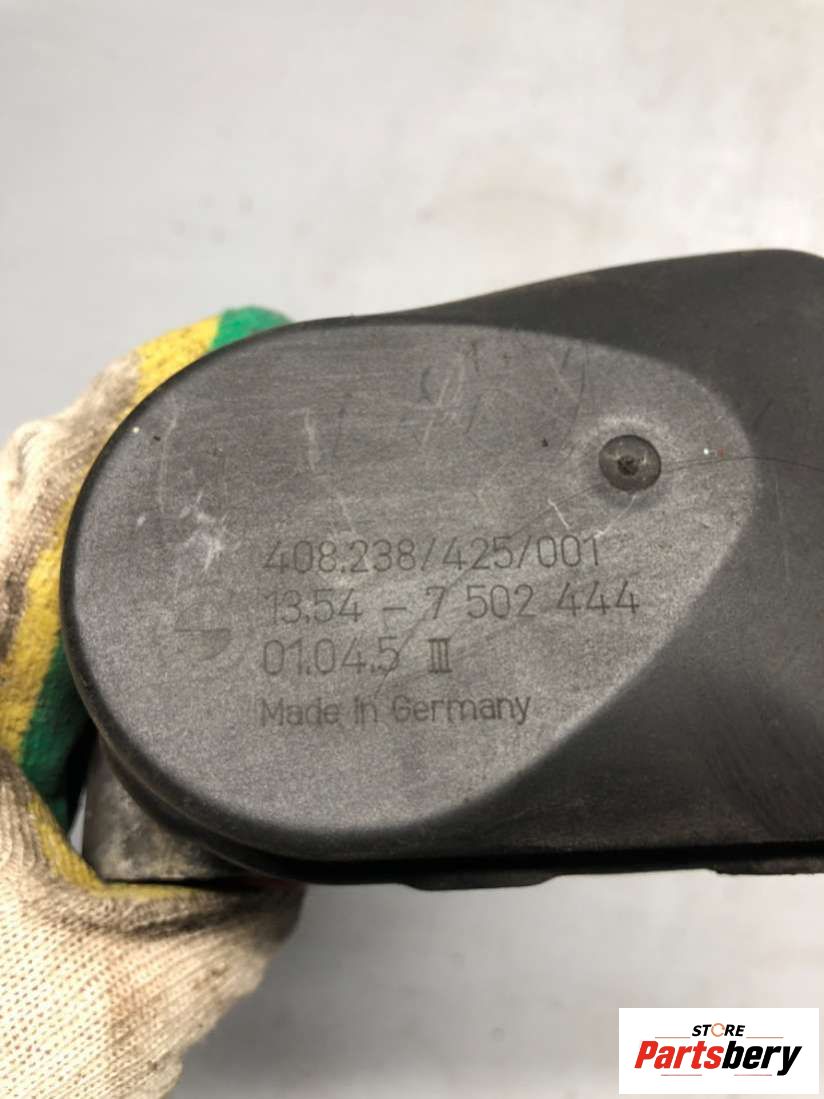 408.238/425/001
13.54 - 7 502 444
01.04.5 III
Made in Germany
STORE
Partsbery